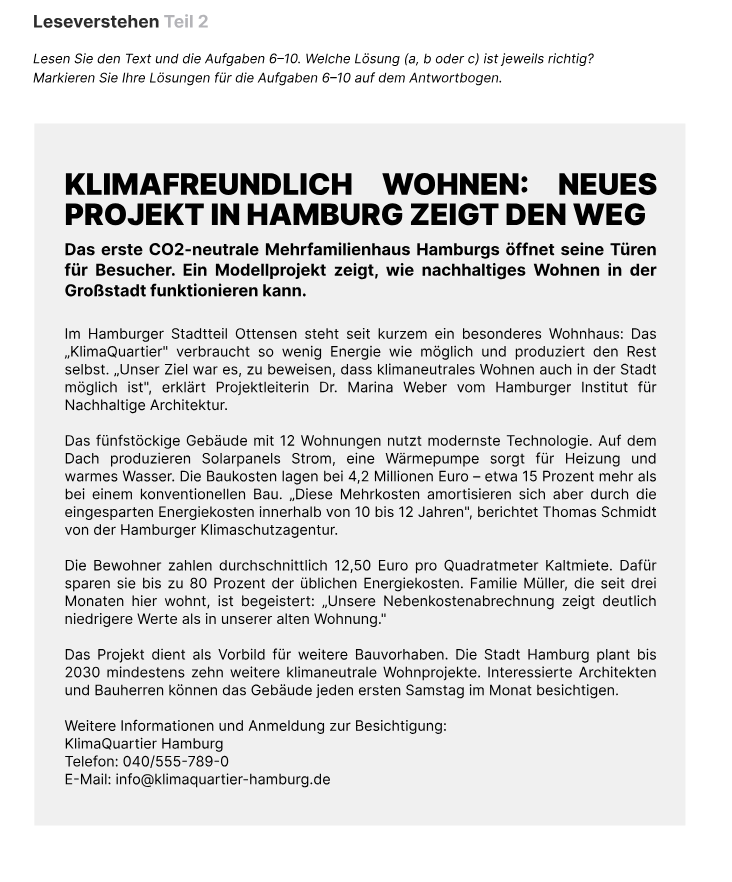 Leseverstehen Teil 2
Lesen Sie den Text und die Aufgaben 6–10. Welche Lösung (a, b oder c) ist jeweils richtig?
Markieren Sie Ihre Lösungen für die Aufgaben 6–10 auf dem Antwortbogen.
KLIMAFREUNDLICH WOHNEN: NEUES
PROJEKT IN HAMBURG ZEIGT DEN WEG
Das erste CO2-neutrale Mehrfamilienhaus Hamburgs öffnet seine Türen
für Besucher. Ein Modellprojekt zeigt, wie nachhaltiges Wohnen in der
Großstadt funktionieren kann.
Im Hamburger Stadtteil Ottensen steht seit kurzem ein besonderes Wohnhaus: Das
„KlimaQuartier" verbraucht so wenig Energie wie möglich und produziert den Rest
selbst. „Unser Ziel war es, zu beweisen, dass klimaneutrales Wohnen auch in der Stadt
möglich ist", erklärt Projektleiterin Dr. Marina Weber vom Hamburger Institut für
Nachhaltige Architektur.
Das fünfstöckige Gebäude mit 12 Wohnungen nutzt modernste Technologie. Auf dem
Dach produzieren Solarpanels Strom, eine Wärmepumpe sorgt für Heizung und
warmes Wasser. Die Baukosten lagen bei 4,2 Millionen Euro – etwa 15 Prozent mehr als
bei einem konventionellen Bau. „Diese Mehrkosten amortisieren sich aber durch die
eingesparten Energiekosten innerhalb von 10 bis 12 Jahren", berichtet Thomas Schmidt
von der Hamburger Klimaschutzagentur.
Die Bewohner zahlen durchschnittlich 12,50 Euro pro Quadratmeter Kaltmiete. Dafür
sparen sie bis zu 80 Prozent der üblichen Energiekosten. Familie Müller, die seit drei
Monaten hier wohnt, ist begeistert: „Unsere Nebenkostenabrechnung zeigt deutlich
niedrigere Werte als in unserer alten Wohnung."
Das Projekt dient als Vorbild für weitere Bauvorhaben. Die Stadt Hamburg plant bis
2030 mindestens zehn weitere klimaneutrale Wohnprojekte. Interessierte Architekten
und Bauherren können das Gebäude jeden ersten Samstag im Monat besichtigen.
Weitere Informationen und Anmeldung zur Besichtigung:
KlimaQuartier Hamburg
Telefon: 040/555-789-0
E-Mail: info@klimaquartier-hamburg.de